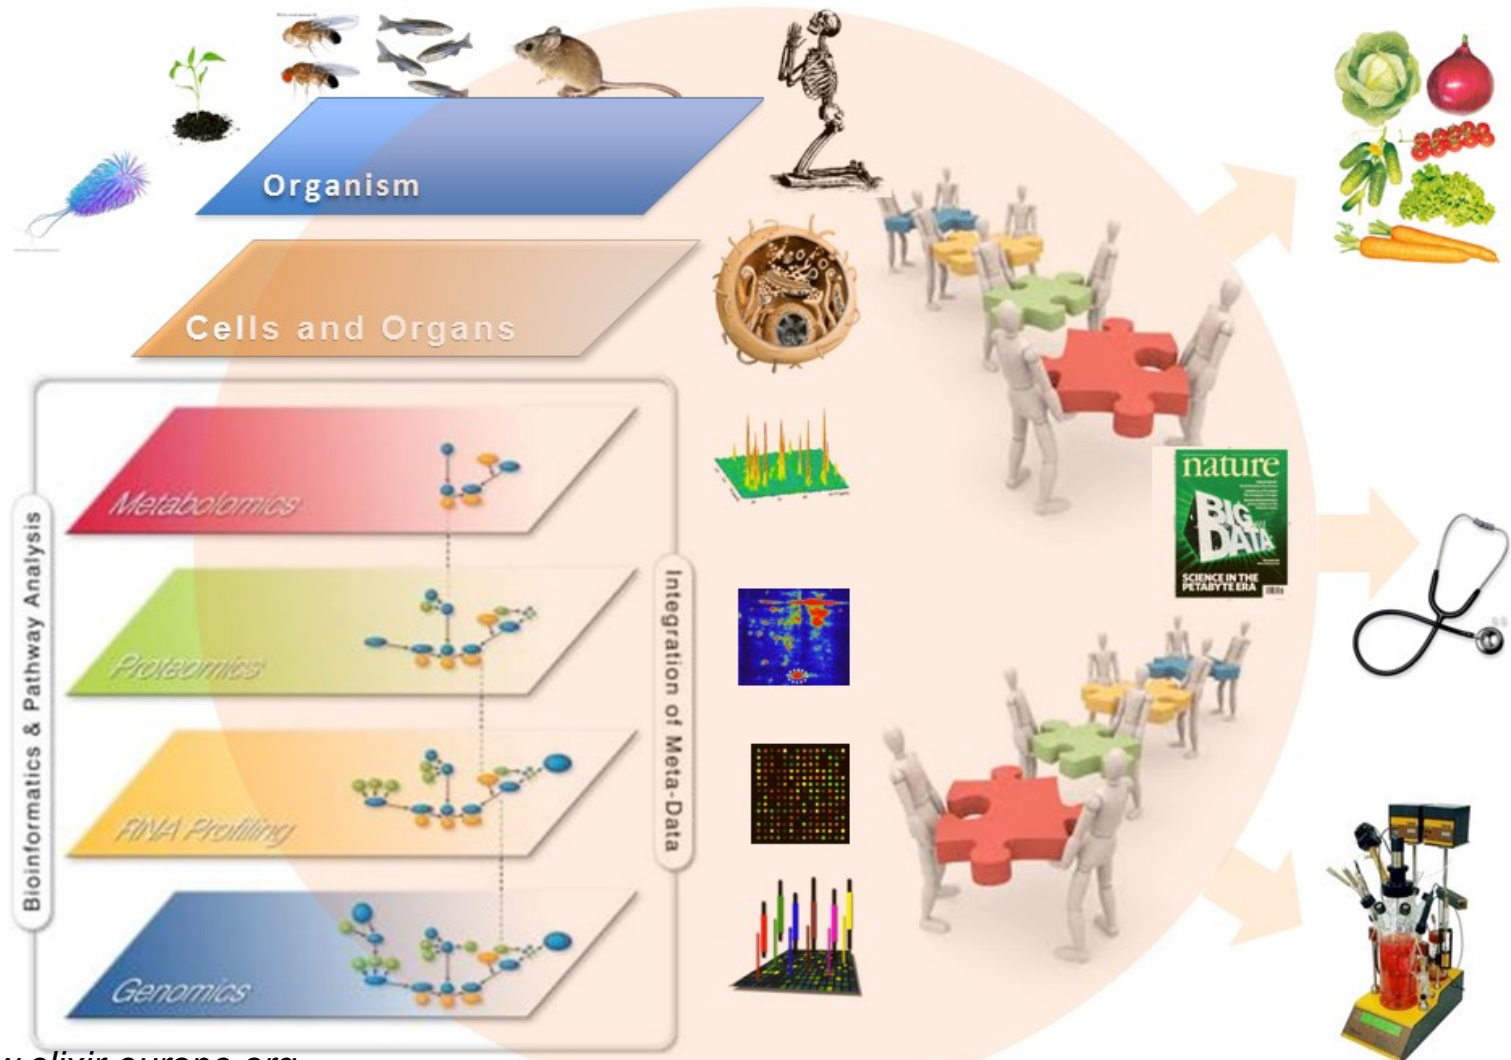 Organism
Cells and Organs
Metabolomics
Proteomics
RNA Profiling
Genomics
Bioinformatics & Pathway Analysis
Integration of Meta-Data
nature
BIG
DATA
SCIENCE IN THE
PETABYTE ERA
w.elixir-europe.org